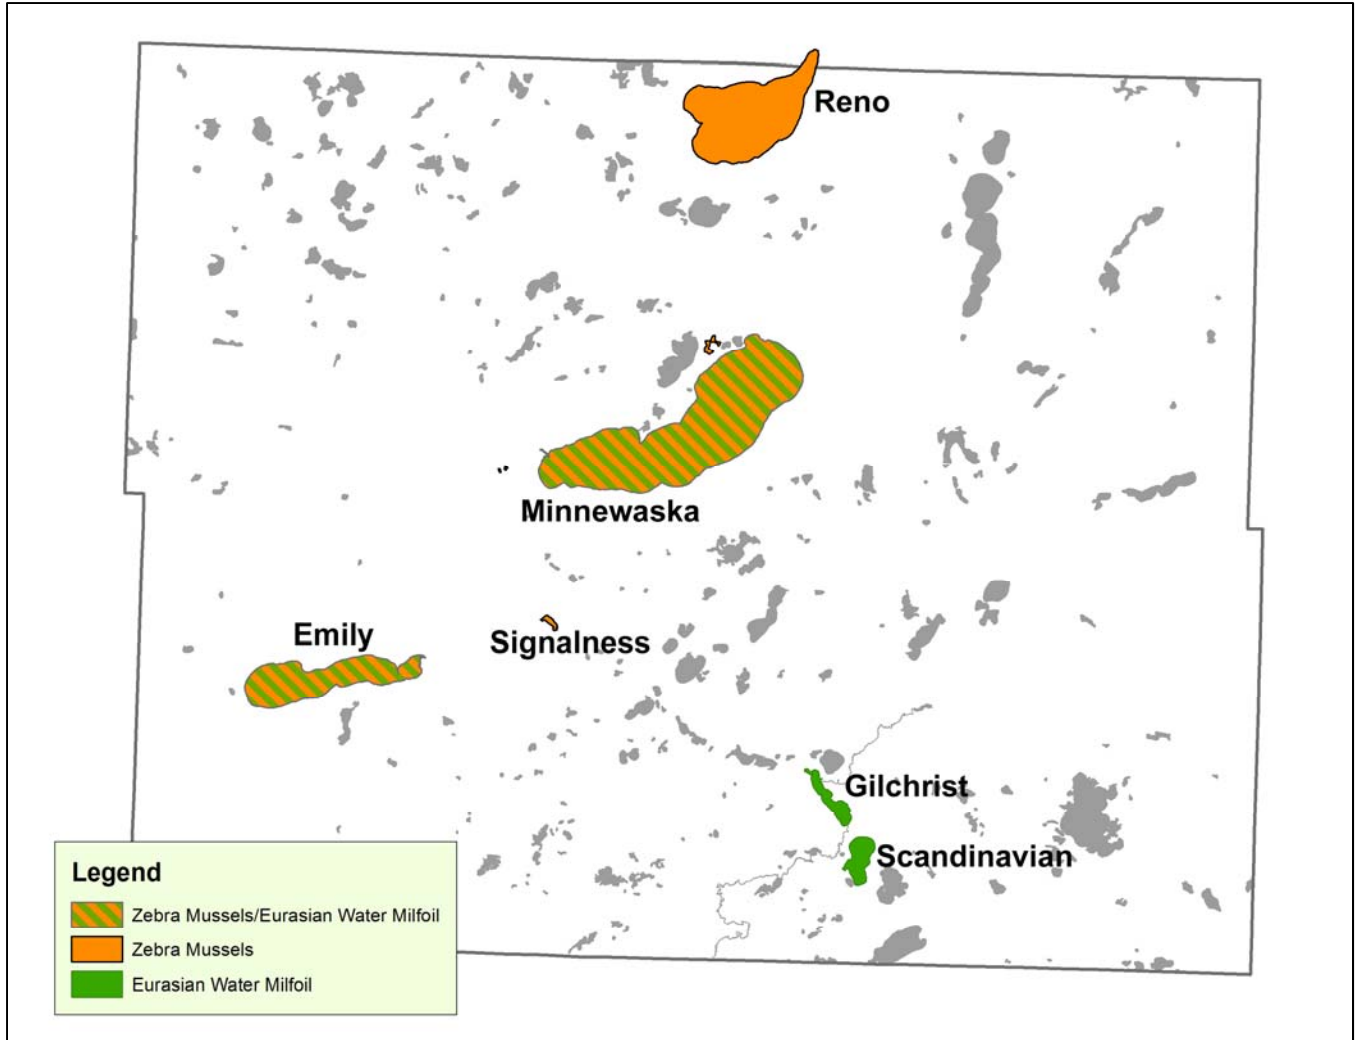 Reno
Minnewaska
Emily
Signalness
Gilchrist
Scandinavian
Legend
Zebra Mussels/Eurasian Water Milfoil
Zebra Mussels
Eurasian Water Milfoil